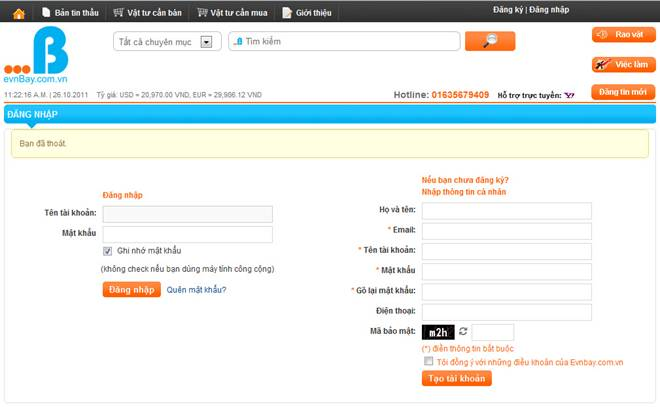 Bản tin thầu Vật tư cần bán Vật tư cần mua Giới thiệu Đăng ký | Đăng nhập
Tất cả chuyên mục Tìm kiếm Rao vặt
evnBay.com.vn Việc làm
11:22:16 A.M. | 26.10.2011 Tỷ giá: USD = 20,970.00 VND, EUR = 29,906.12 VND Hotline: 01635679409 Hỗ trợ trực tuyến: Đăng tin mới
ĐĂNG NHẬP
Bạn đã thoát.
Đăng nhập
Tên tài khoản:
Mật khẩu
Ghi nhớ mật khẩu
(không check nếu bạn dùng máy tính công cộng)
Đăng nhập Quên mật khẩu?
Nếu bạn chưa đăng ký?
Nhập thông tin cá nhân
Họ và tên:
* Email:
* Tên tài khoản:
* Mật khẩu
* Gõ lại mật khẩu:
Điện thoại:
Mã bảo mật: m2h
(*) điền thông tin bắt buộc
Tôi đồng ý với những điều khoản của Evnbay.com.vn
Tạo tài khoản